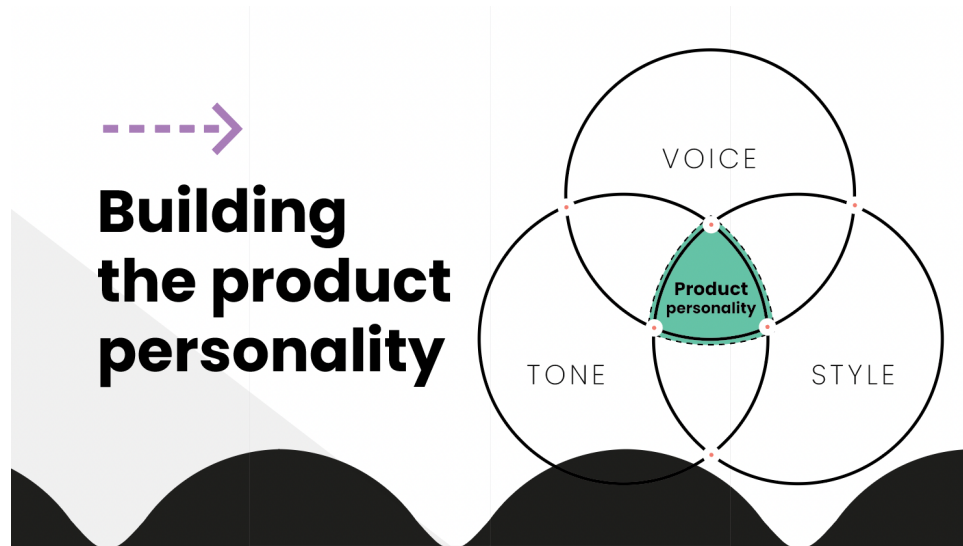 Building
the product
personality
VOICE
Product
personality
TONE
STYLE